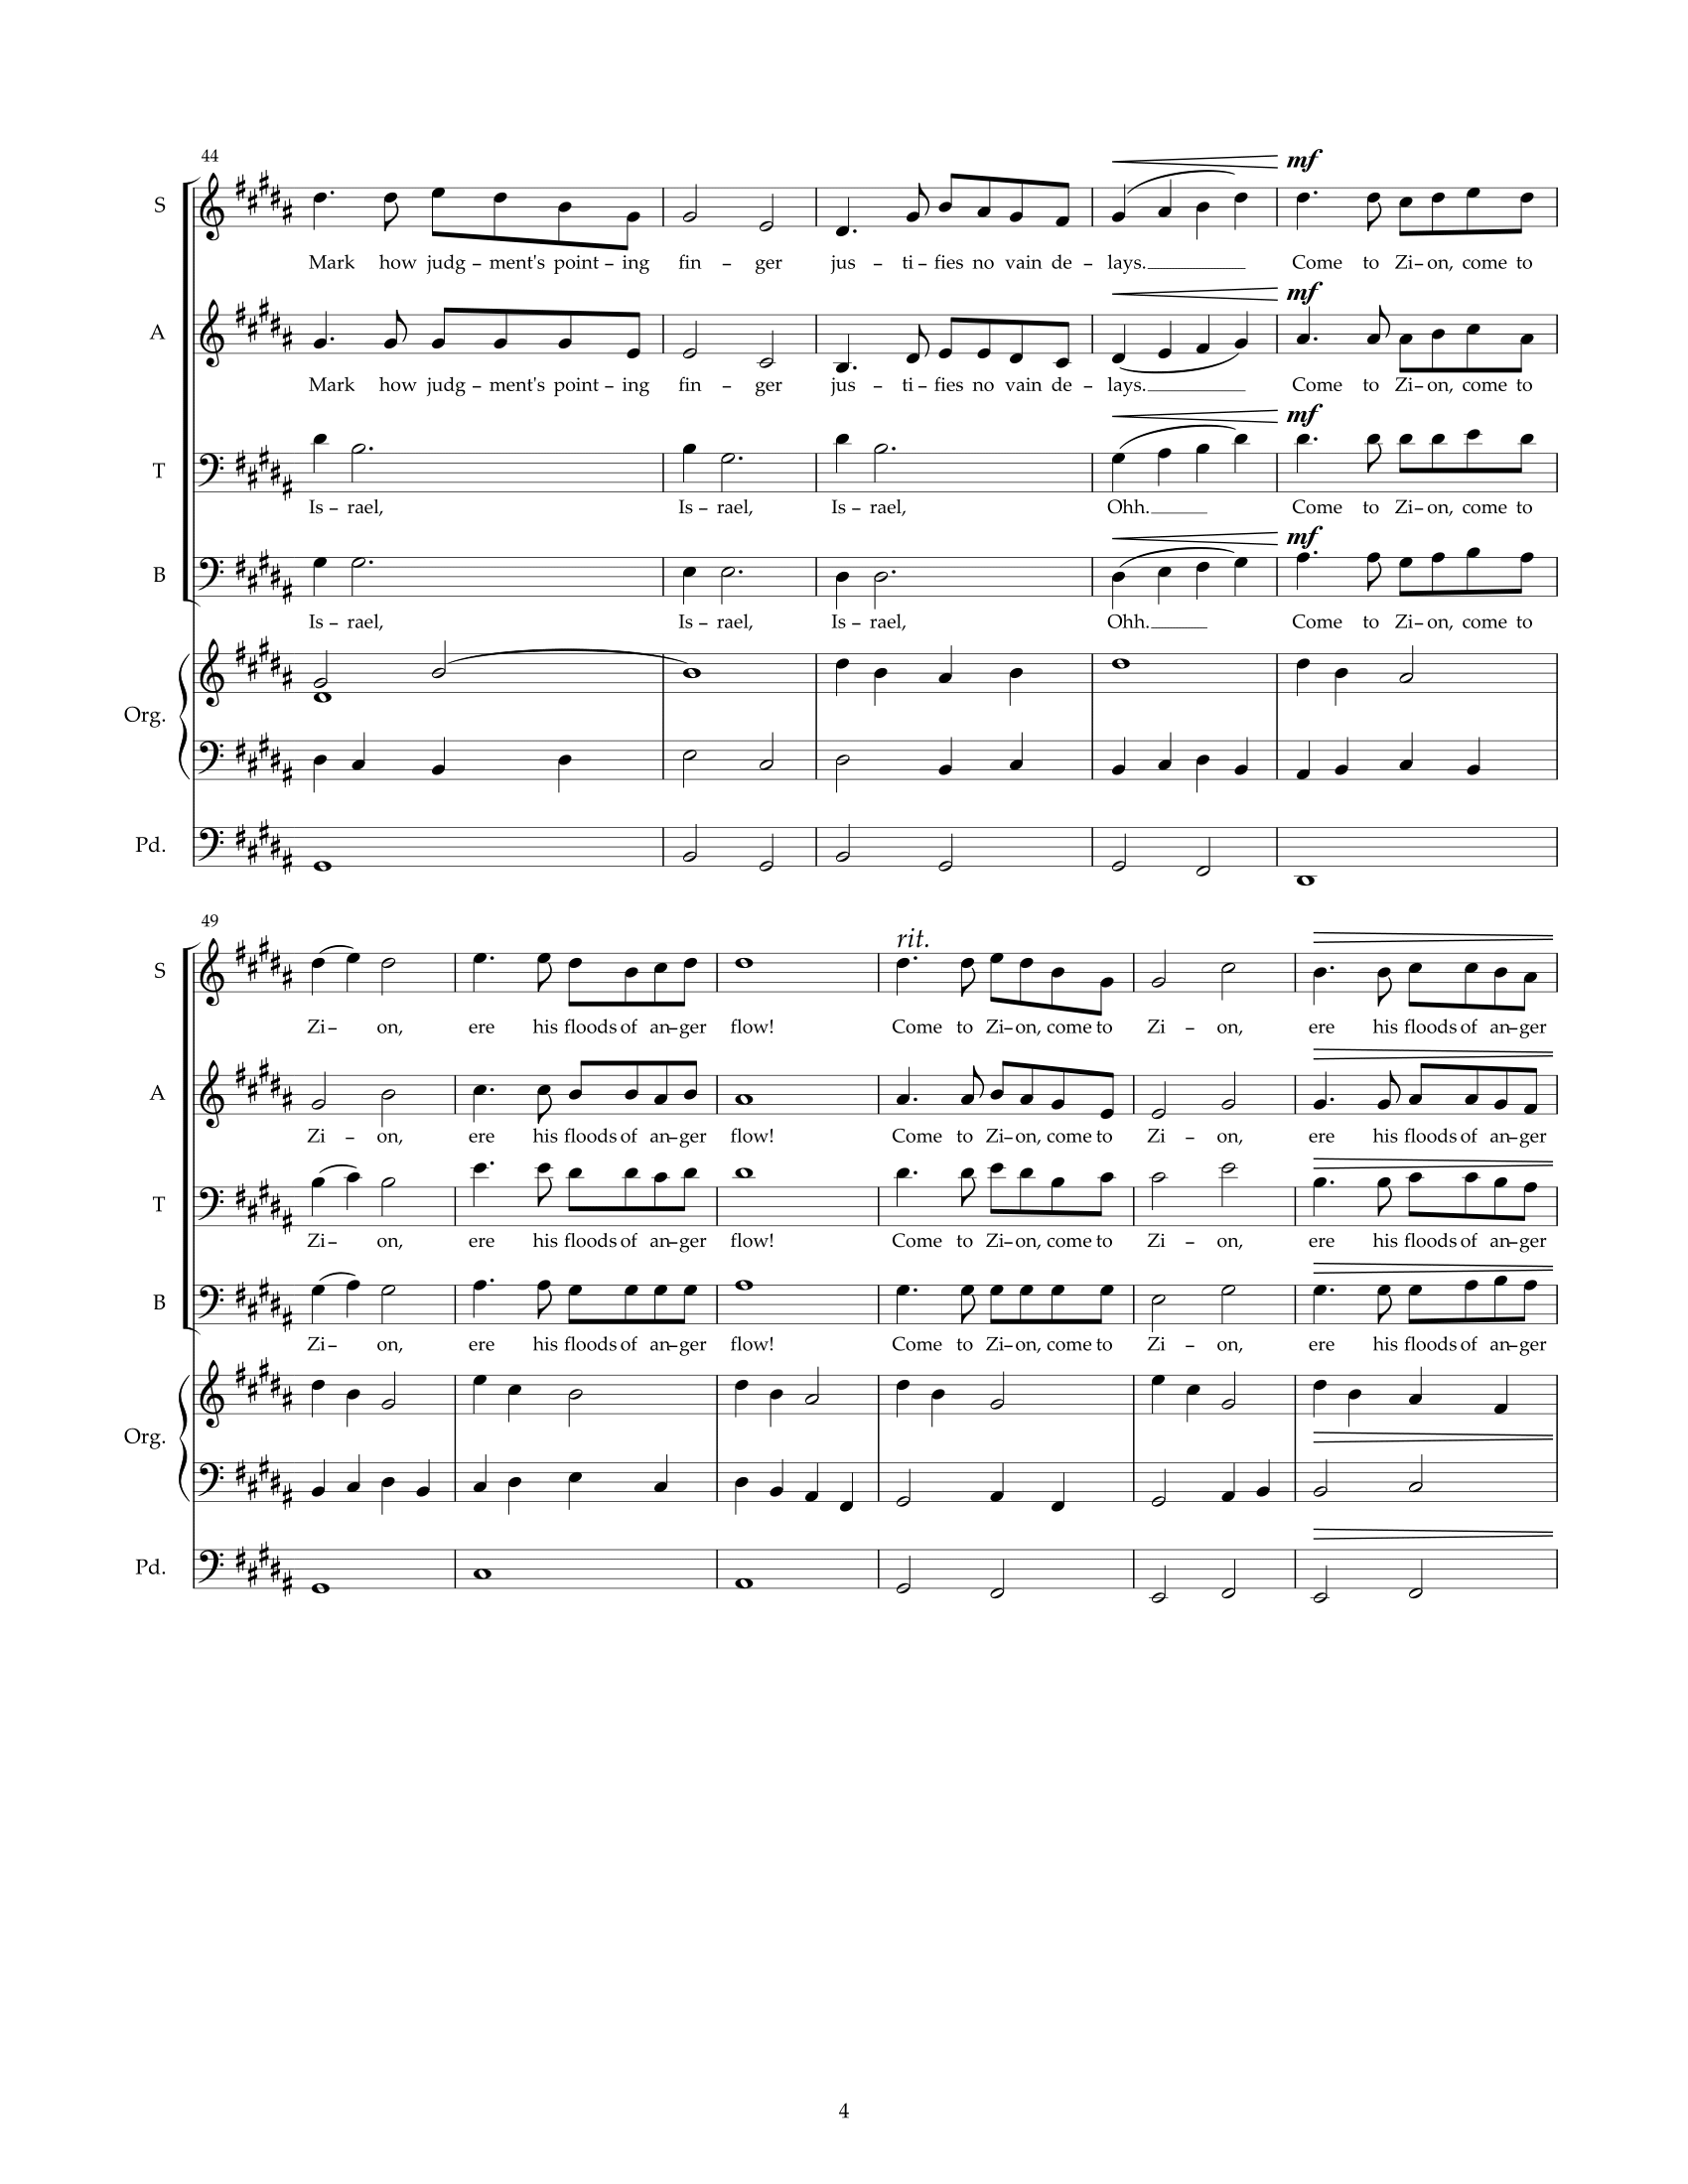 44
mf
S
Mark how judg – ment's point – ing fin – ger jus – ti – fies no vain de – lays. Come to Zi – on, come to
mf
A
Mark how judg – ment's point – ing fin – ger jus – ti – fies no vain de – lays. Come to Zi – on, come to
mf
T
Is – rael, Is – rael, Is – rael, Ohh. Come to Zi – on, come to
mf
B
Is – rael, Is – rael, Is – rael, Ohh. Come to Zi – on, come to
Org.
Pd.
49
rit.
S
Zi – on, ere his floods of an – ger flow! Come to Zi – on, come to Zi – on, ere his floods of an – ger
A
Zi – on, ere his floods of an – ger flow! Come to Zi – on, come to Zi – on, ere his floods of an – ger
T
Zi – on, ere his floods of an – ger flow! Come to Zi – on, come to Zi – on, ere his floods of an – ger
B
Zi – on, ere his floods of an – ger flow! Come to Zi – on, come to Zi – on, ere his floods of an – ger
Org.
Pd.
4